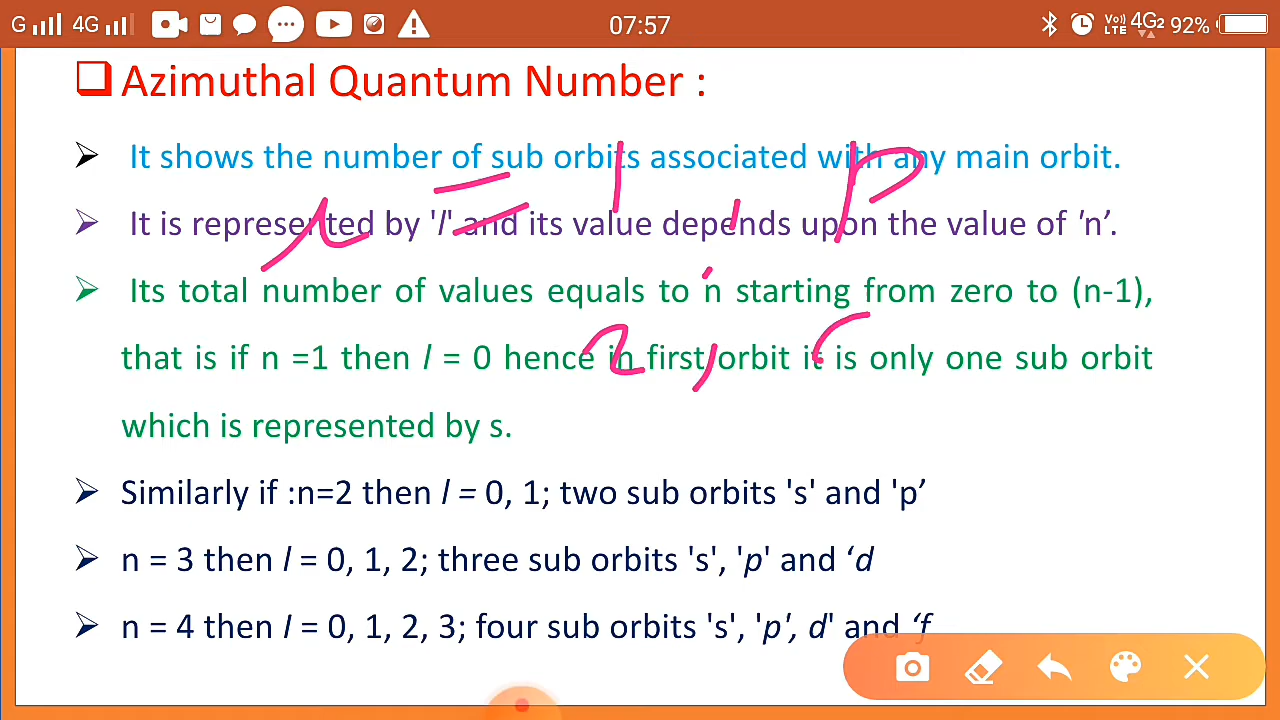 G 4G 07:57 Vo) LTE 4G2 92%
Azimuthal Quantum Number :
It shows the number of sub orbits associated with any main orbit.
It is represented by 'l' and its value depends upon the value of 'n’.
Its total number of values equals to n starting from zero to (n-1),
that is if n =1 then l = 0 hence in first orbit it is only one sub orbit
which is represented by s.
Similarly if :n=2 then l = 0, 1; two sub orbits 's' and 'p’
n = 3 then l = 0, 1, 2; three sub orbits 's', 'p' and ‘d
n = 4 then I = 0, 1, 2, 3; four sub orbits 's', 'p', d' and ‘f